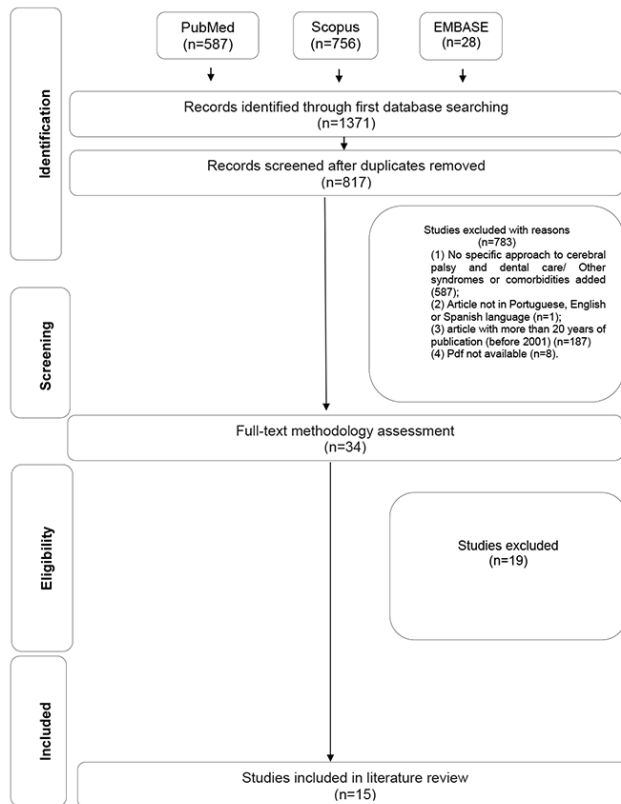 PubMed
(n=587)
Scopus
(n=756)
EMBASE
(n=28)
Identification
Records identified through first database searching
(n=1371)
Records screened after duplicates removed
(n=817)
Studies excluded with reasons
(n=783)
(1) No specific approach to cerebral
palsy and dental care/ Other
syndromes or comorbidities added
(587);
(2) Article not in Portuguese, English
or Spanish language (n=1);
(3) article with more than 20 years of
publication (before 2001) (n=187)
(4) Pdf not available (n=8).
Screening
Full-text methodology assessment
(n=34)
Eligibility
Studies excluded
(n=19)
Included
Studies included in literature review
(n=15)